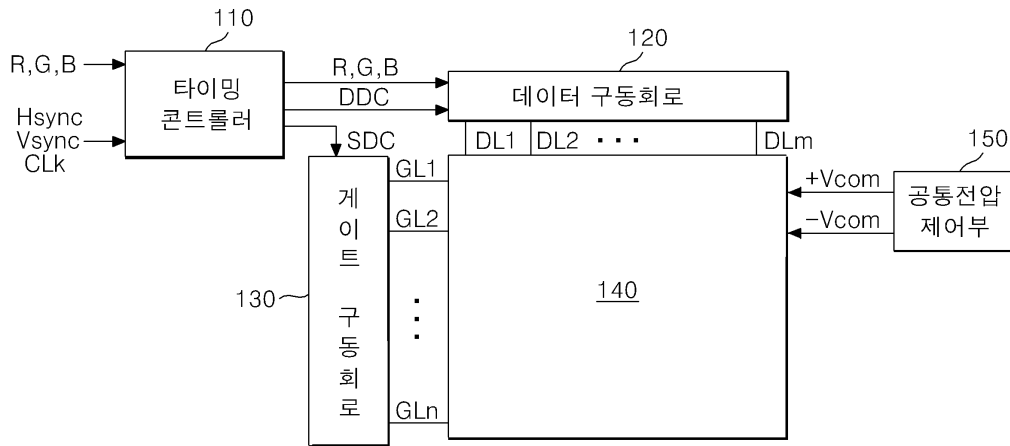 110
R,G,B
Hsync
Vsync
CLk
타이밍
콘트롤러
R,G,B
DDC
SDC
120
데이터 구동회로
DL1
DL2
DLm
130
게이트 구동회로
GL1
GL2
GLn
140
+Vcom
-Vcom
150
공통전압
제어부